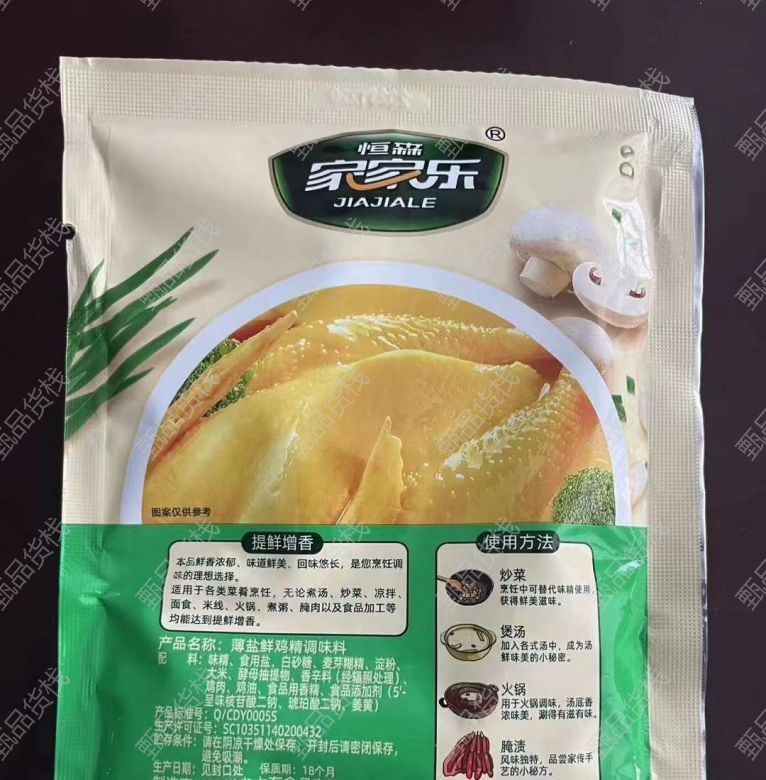 恒森
家家乐
®
JIAJIALE
图案仅供参考
提鲜增香
本品鲜香浓郁、味道鲜美、回味悠长,是您烹饪调
味的理想选择。
适用于各类菜肴烹饪,无论煮汤、炒菜、凉拌、
面食、米线、火锅、煮粥、腌肉以及食品加工等
均能达到提鲜增香。
产品名称:薄盐鲜鸡精调味料
配 料:味精、食用盐、白砂糖、麦芽糊精、淀粉、
大米、酵母抽提物、香辛料(经辐照处理)、
鸡肉、鸡油、食品用香精、食品添加剂(5'-
呈味核苷酸二钠、琥珀酸二钠、姜黄)
产品标准号:Q/CDY0005S
生产许可证号:SC10351140200432
贮存条件:请在阴凉干燥处保存,开封后请密闭保存,
避免吸潮。
生产日期:见封口处 保质期:18个月
使用方法
炒菜
烹饪中可替代味精使用,
获得鲜美滋味。
煲汤
加入各式汤中,成为汤
鲜味美的小秘密。
火锅
用于火锅调味,汤底香
浓味美,涮得有滋有味。
腌渍
风味独特,品尝家传手
艺的小秘方。
甄品货栈